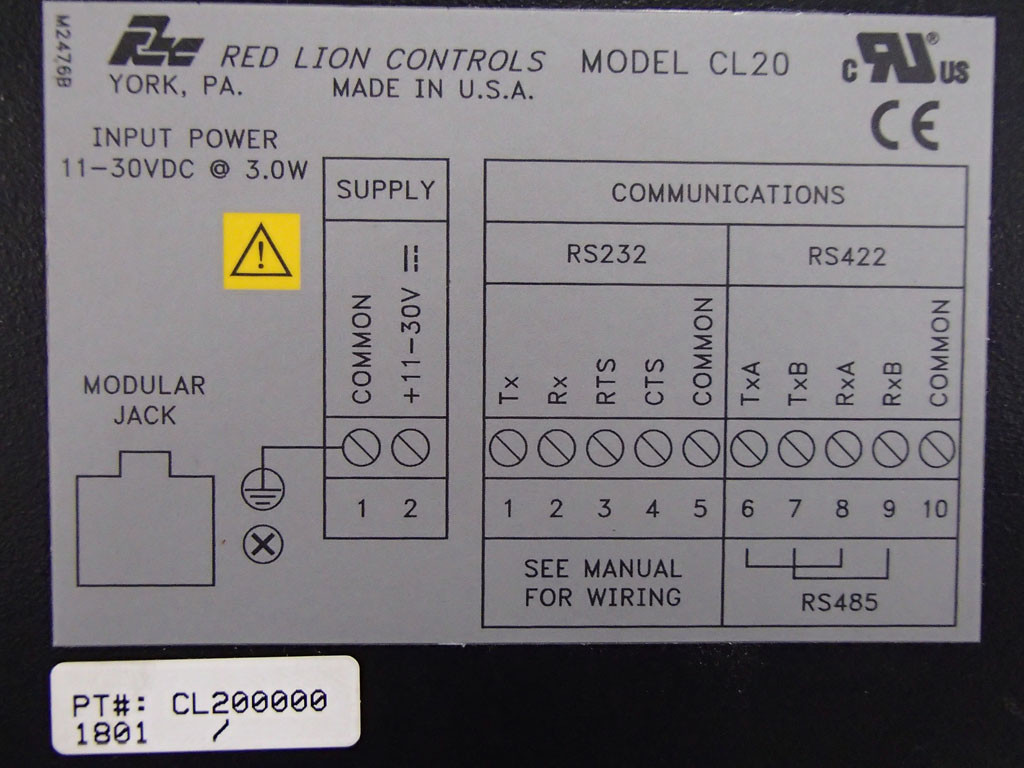 M2476B
RLC RED LION CONTROLS MODEL CL20
YORK, PA. MADE IN U.S.A.
C RU® US
CE
INPUT POWER
11-30VDC @ 3.0W
SUPPLY
COMMON
+11-30V
1 2
MODULAR
JACK
COMMUNICATIONS
RS232 RS422
Tx
Rx
RTS
CTS
COMMON
TxA
TxB
RxA
RxB
COMMON
1 2 3 4 5 6 7 8 9 10
SEE MANUAL
FOR WIRING
RS485
PT#: CL200000
1801 /